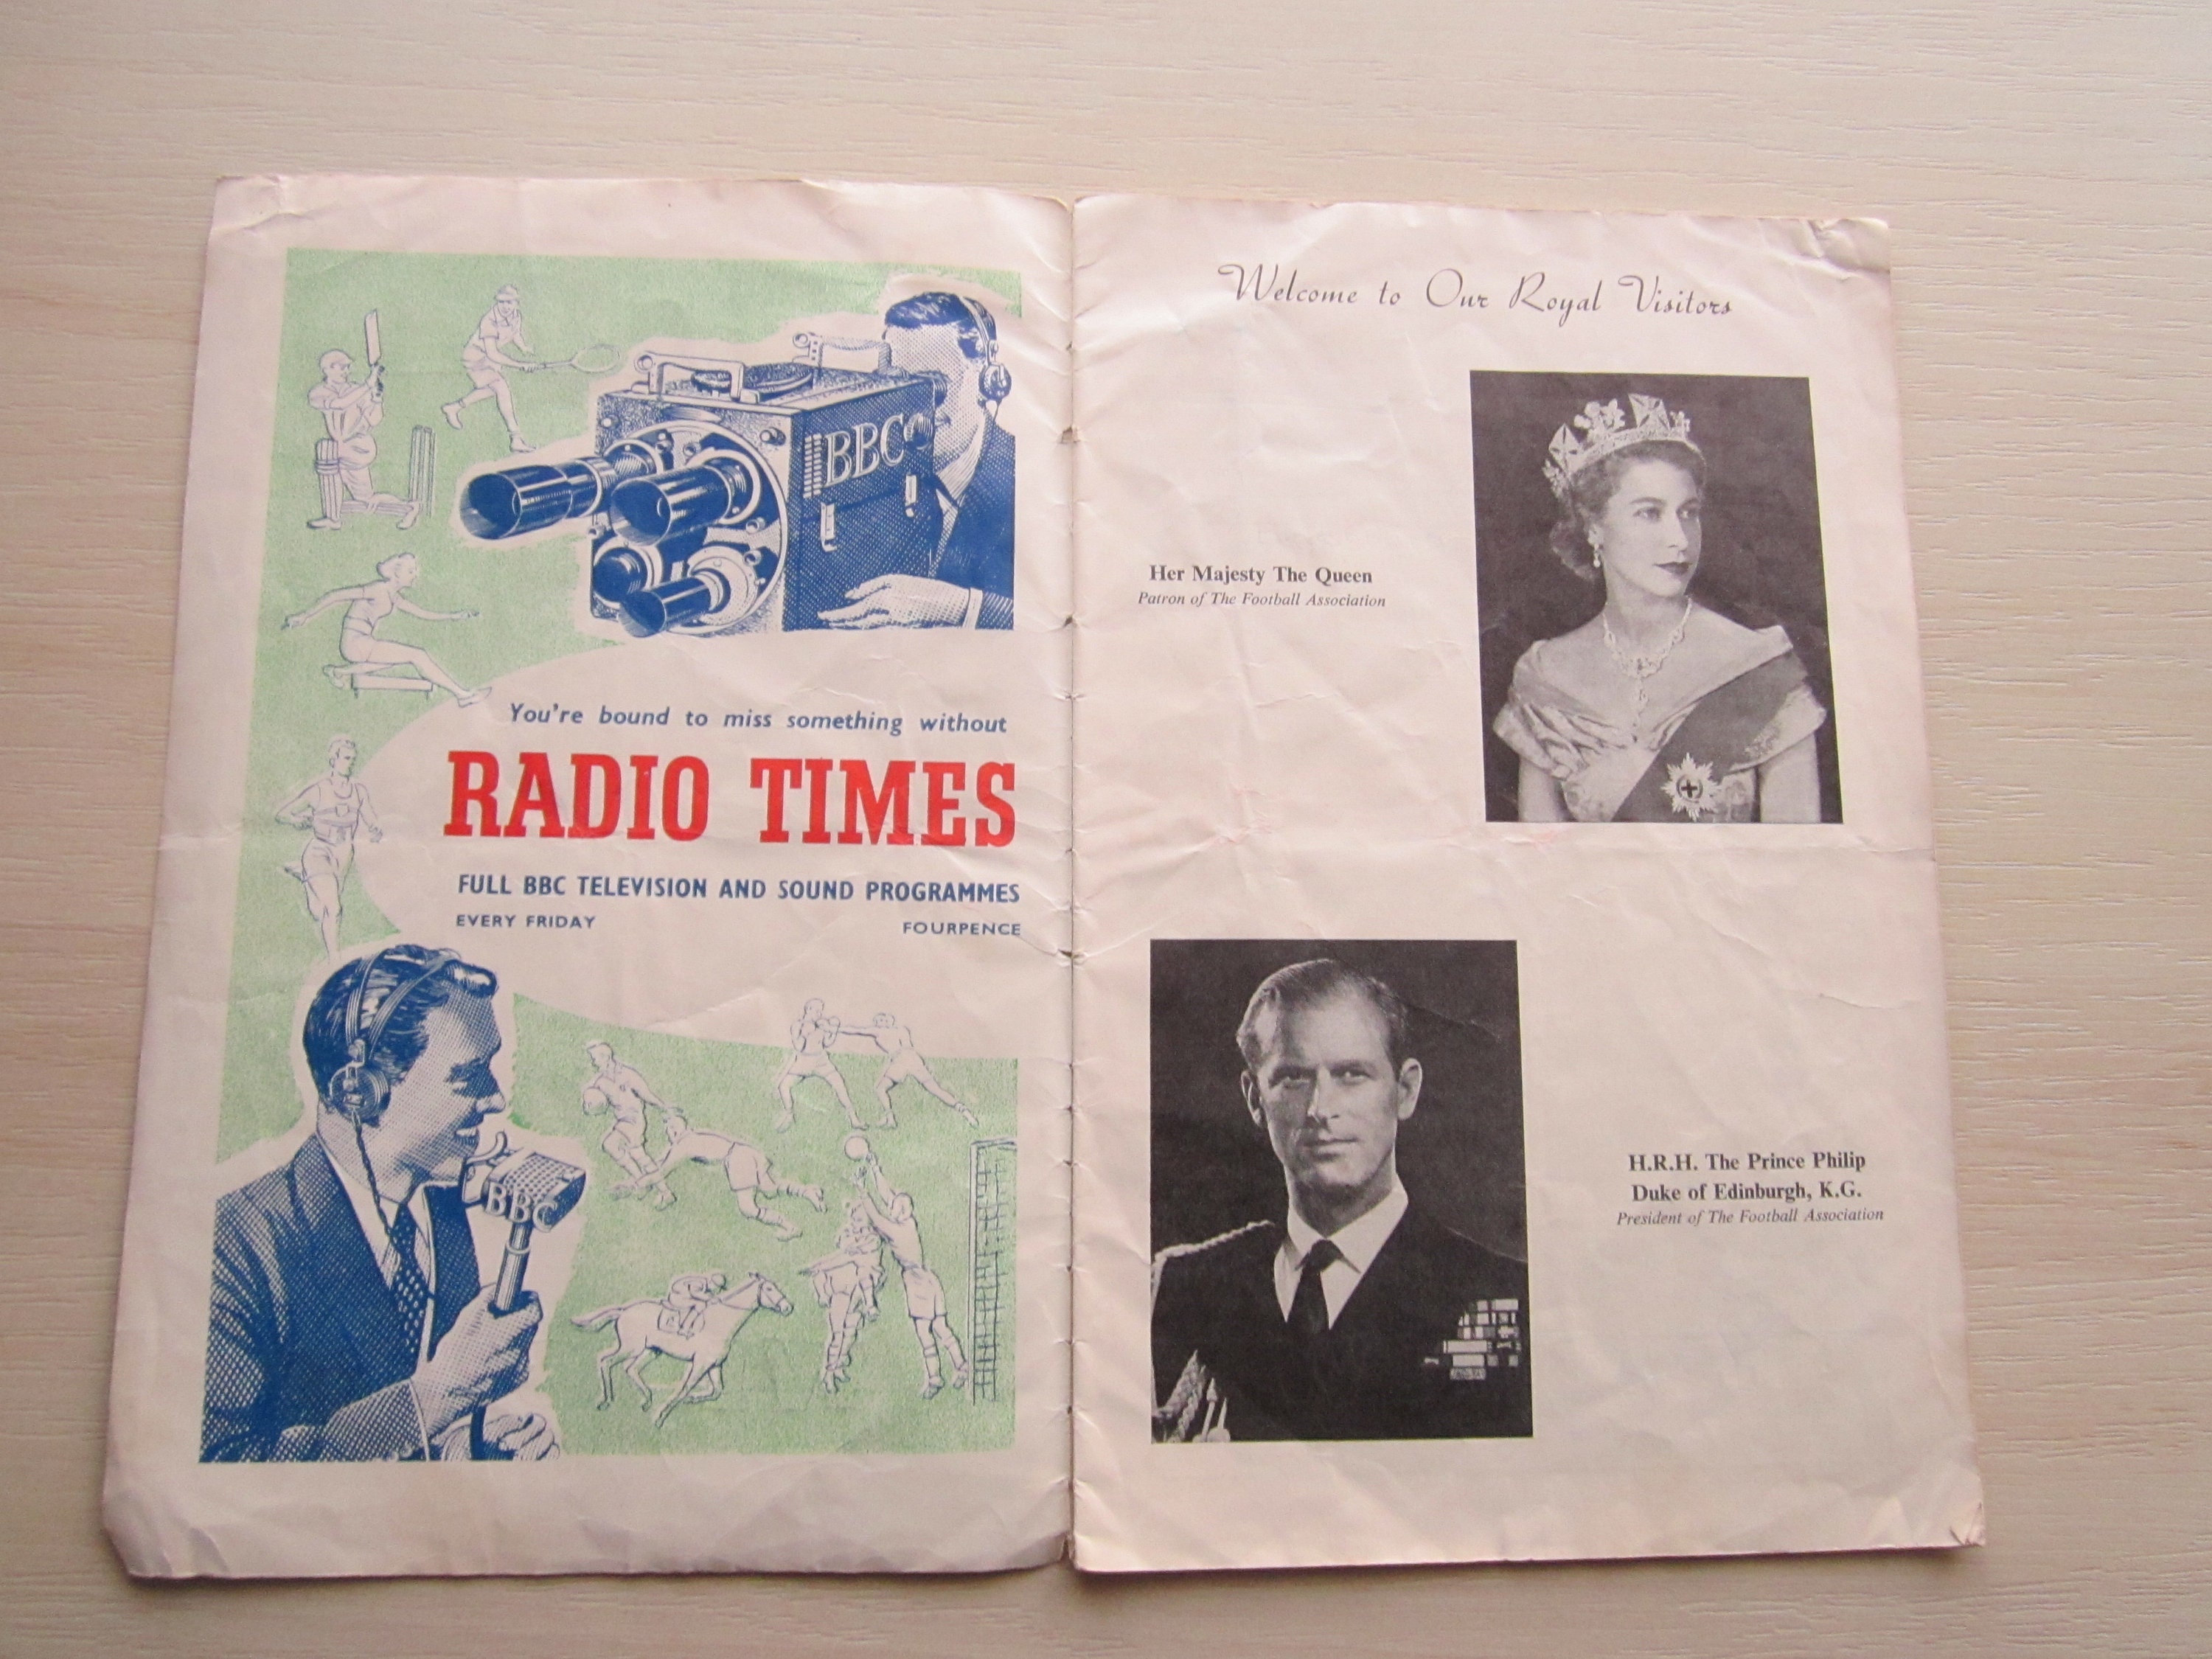 BBC
You're bound to miss something without
RADIO TIMES
FULL BBC TELEVISION AND SOUND PROGRAMMES
EVERY FRIDAY
FOURPENCE
BBC
Welcome to Our Royal Visitors
Her Majesty The Queen
Patron of The Football Association
H.R.H. The Prince Philip
Duke of Edinburgh, K.G.
President of The Football Association